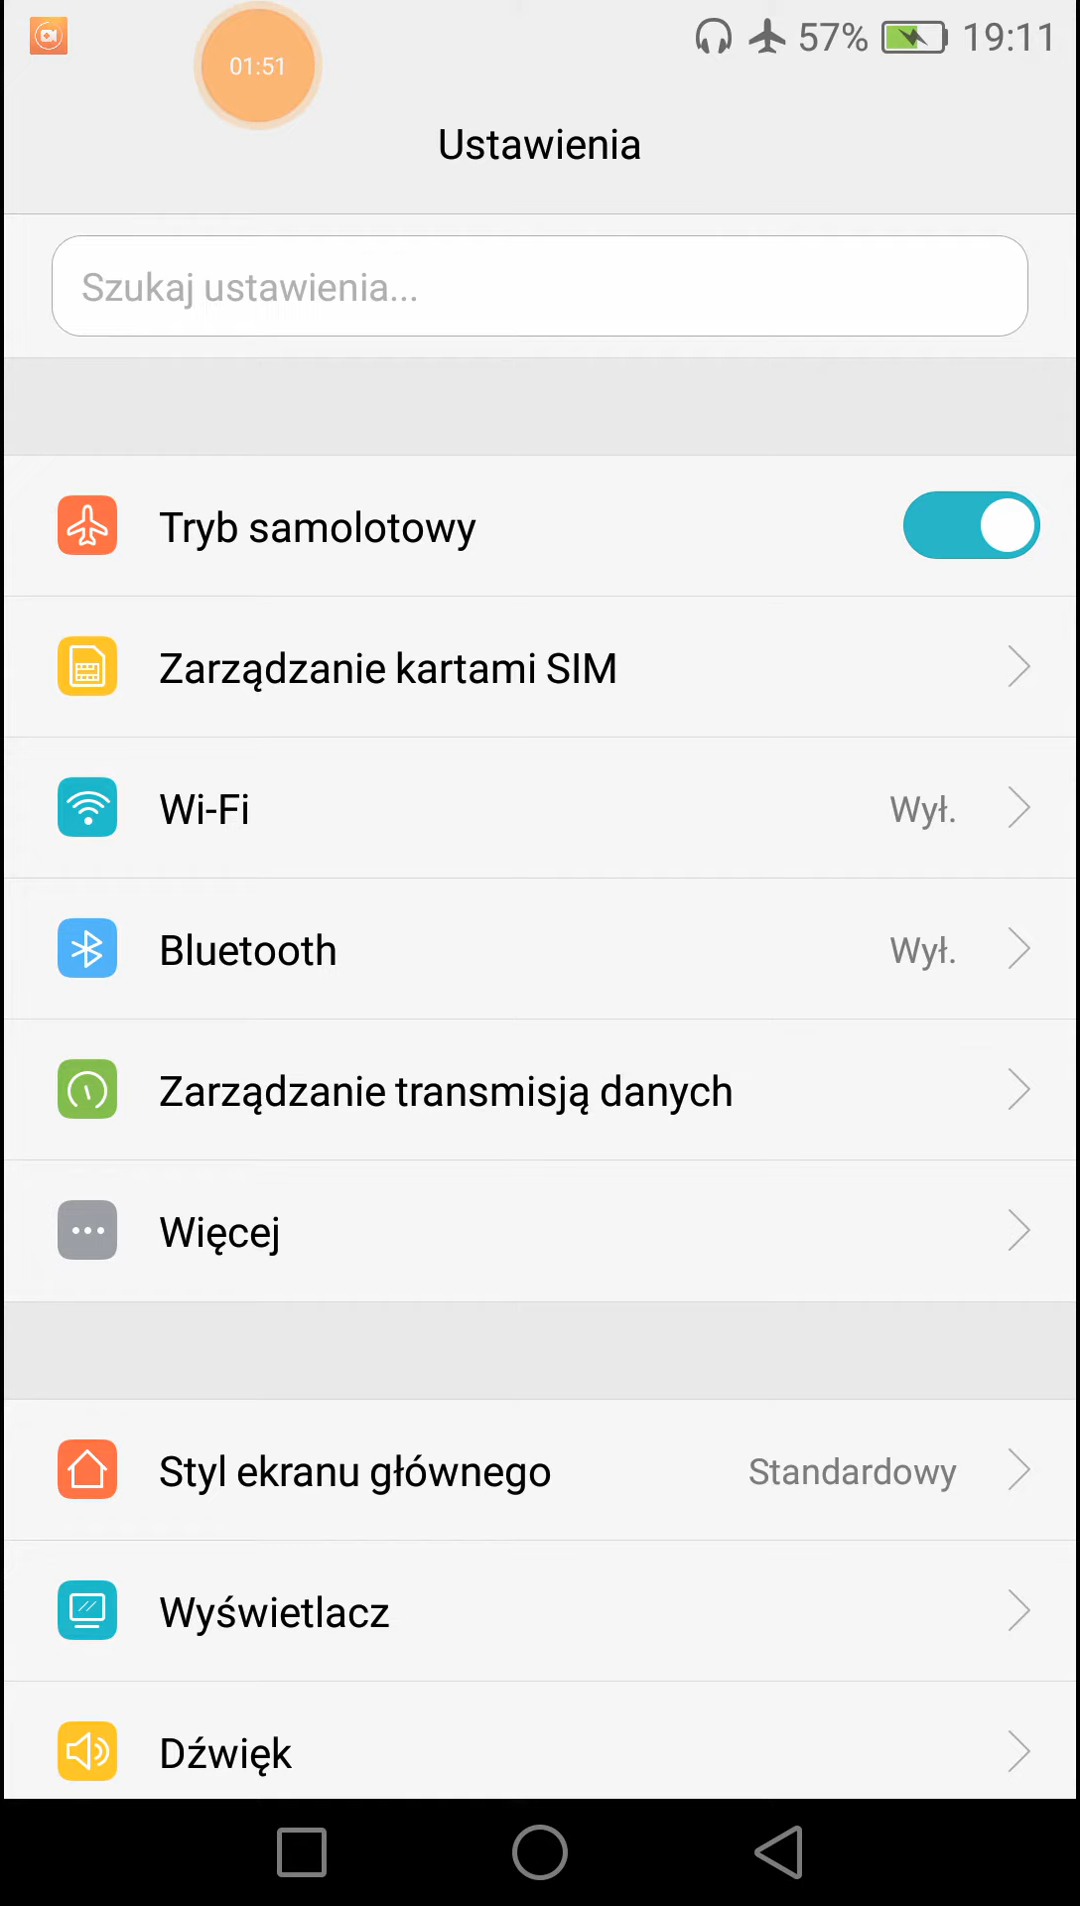 01:51
57%
19:11
Ustawienia
Szukaj ustawienia...
Tryb samolotowy
Zarządzanie kartami SIM
Wi-Fi
Wył.
Bluetooth
Wył.
Zarządzanie transmisją danych
Więcej
Styl ekranu głównego
Standardowy
Wyświetlacz
Dźwięk